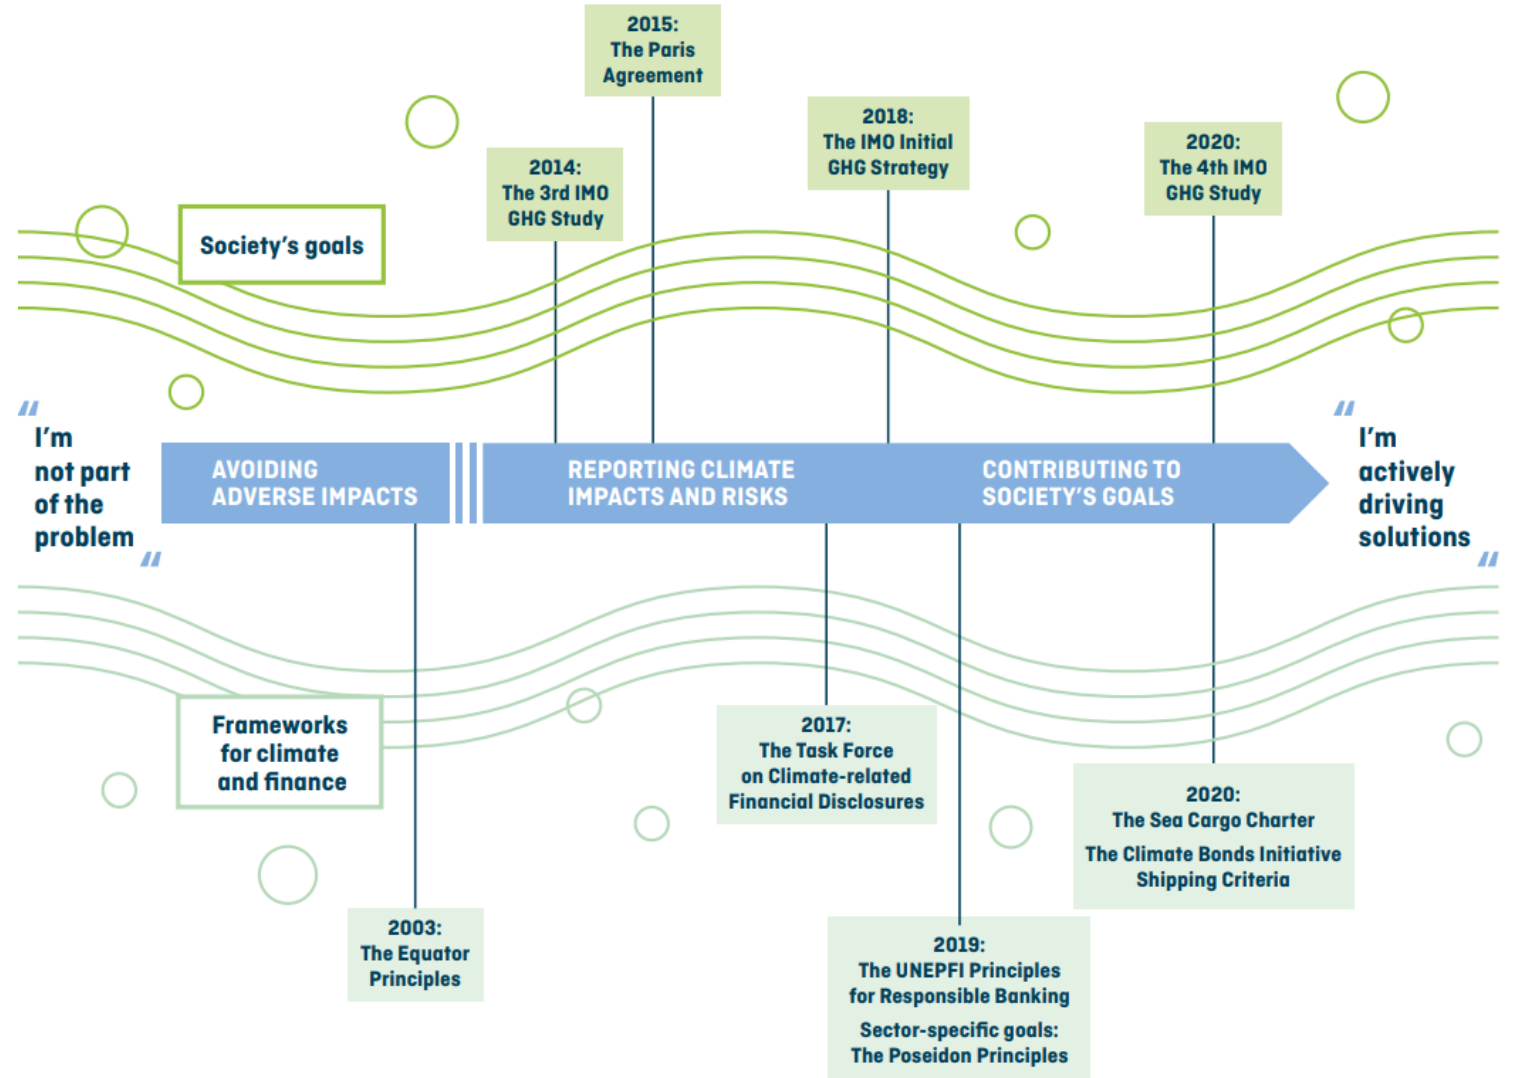 2015:
The Paris
Agreement
2018:
The IMO Initial
GHG Strategy
2020:
The 4th IMO
GHG Study
2014:
The 3rd IMO
GHG Study
Society's goals
"
I'm
not part
of the
problem
"
AVOIDING
ADVERSE IMPACTS
REPORTING CLIMATE
IMPACTS AND RISKS
CONTRIBUTING TO
SOCIETY'S GOALS
"
I'm
actively
driving
solutions
"
Frameworks
for climate
and finance
2017:
The Task Force
on Climate-related
Financial Disclosures
2020:
The Sea Cargo Charter
The Climate Bonds Initiative
Shipping Criteria
2003:
The Equator
Principles
2019:
The UNEPFI Principles
for Responsible Banking
Sector-specific goals:
The Poseidon Principles